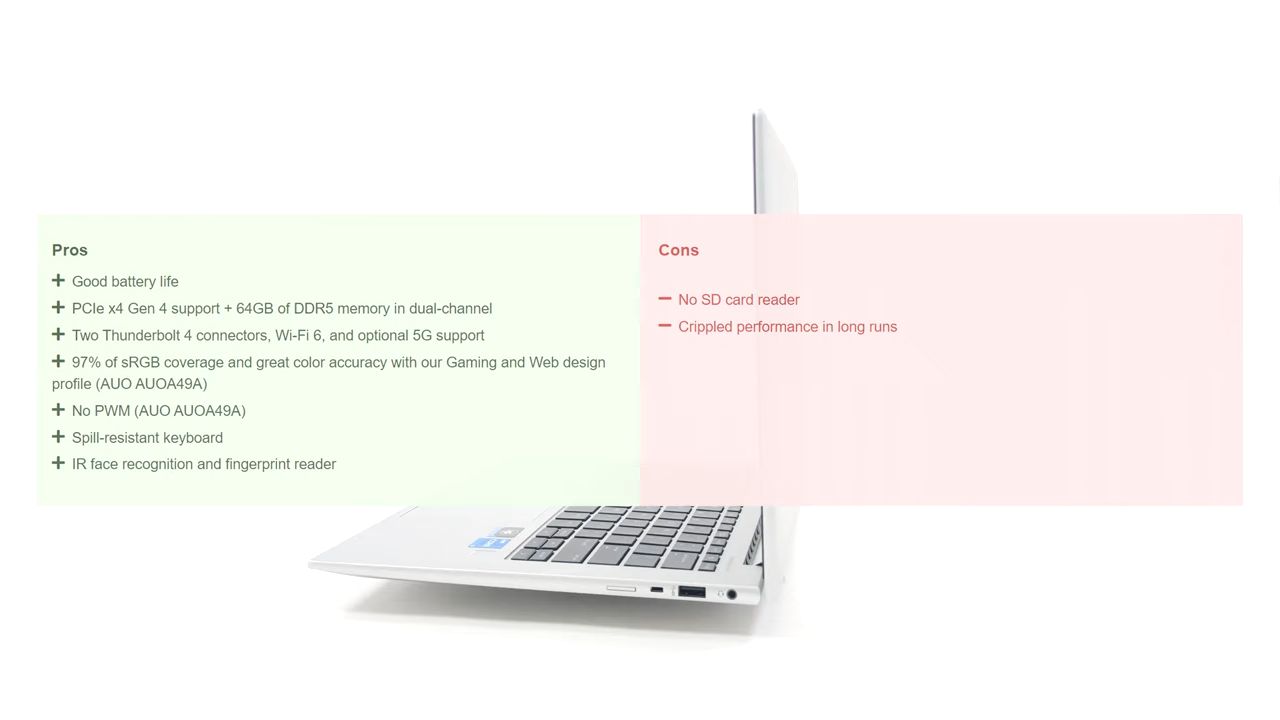 Pros
Good battery life
PCIe x4 Gen 4 support + 64GB of DDR5 memory in dual-channel
Two Thunderbolt 4 connectors, Wi-Fi 6, and optional 5G support
97% of sRGB coverage and great color accuracy with our Gaming and Web design
profile (AUO AUOA49A)
No PWM (AUO AUOA49A)
Spill-resistant keyboard
IR face recognition and fingerprint reader
Cons
No SD card reader
Crippled performance in long runs